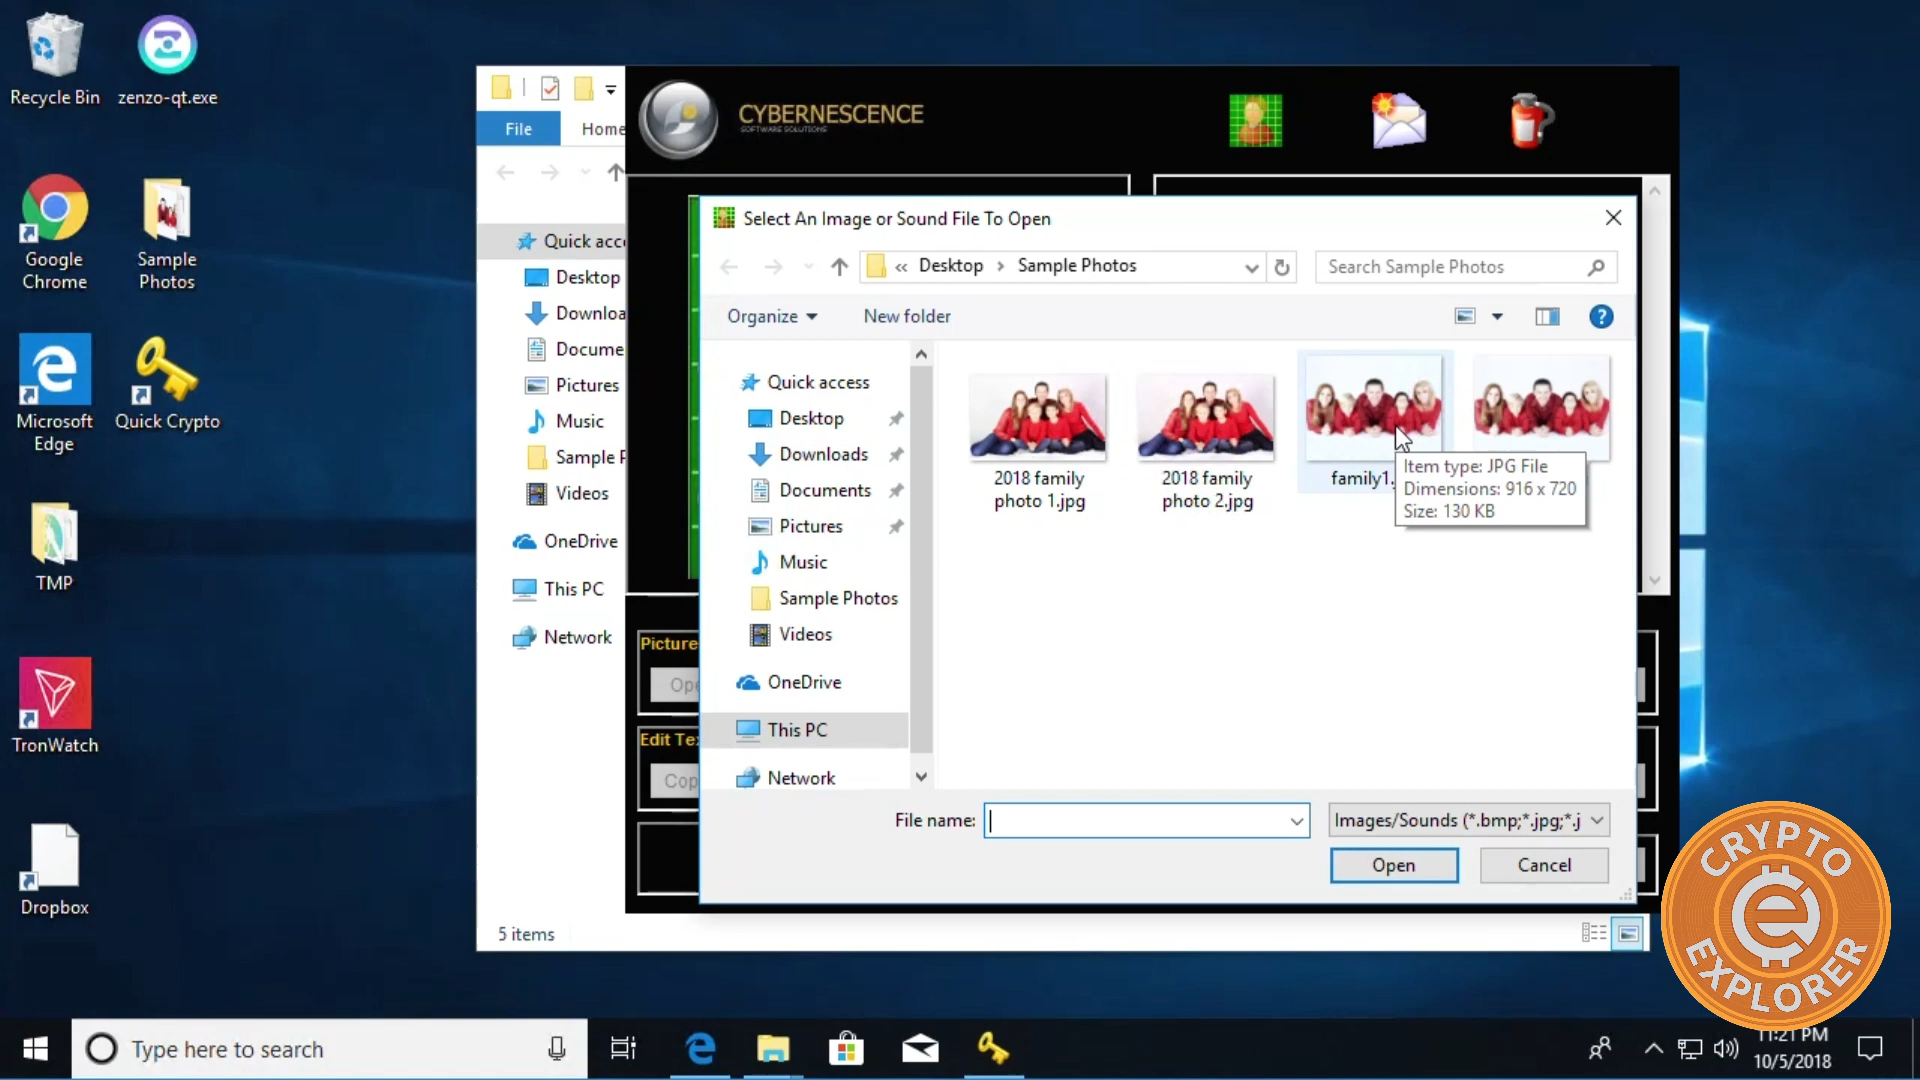 Recycle Bin
zenzo-qt.exe
Google
Chrome
Sample
Photos
Microsoft
Edge
Quick Crypto
TMP
TronWatch
Dropbox
File
Home
Quick acc
Desktop
Downloa
Docume
Pictures
Music
Sample P
Videos
OneDrive
This PC
Network
5 items
CYBERNESCENCE
SOFTWARE SOLUTIONS
Picture
Ope
Edit Te
Cop
Select An Image or Sound File To Open
« Desktop › Sample Photos
Search Sample Photos
Organize
New folder
Quick access
Desktop
Downloads
Documents
Pictures
Music
Sample Photos
Videos
OneDrive
This PC
Network
2018 family
photo 1.jpg
2018 family
photo 2.jpg
family1.
Item type: JPG File
Dimensions: 916 x 720
Size: 130 KB
File name:
Images/Sounds (*.bmp;*.jpg;*.j
Open
Cancel
CRYPTO
EXPLORER
Type here to search
11:21 PM
10/5/2018